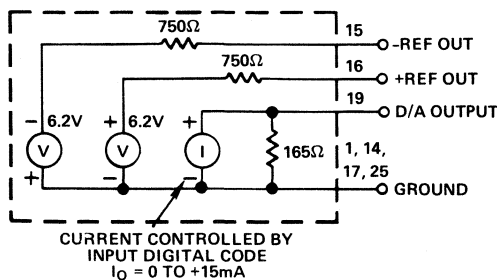 750Ω
15
-REF OUT
750Ω
16
+REF OUT
19
D/A OUTPUT
- 6.2V
+ 6.2V
+
V
V
I
165Ω
1, 14,
17, 25
+
-
-
GROUND
CURRENT CONTROLLED BY
INPUT DIGITAL CODE
IO = 0 TO +15mA